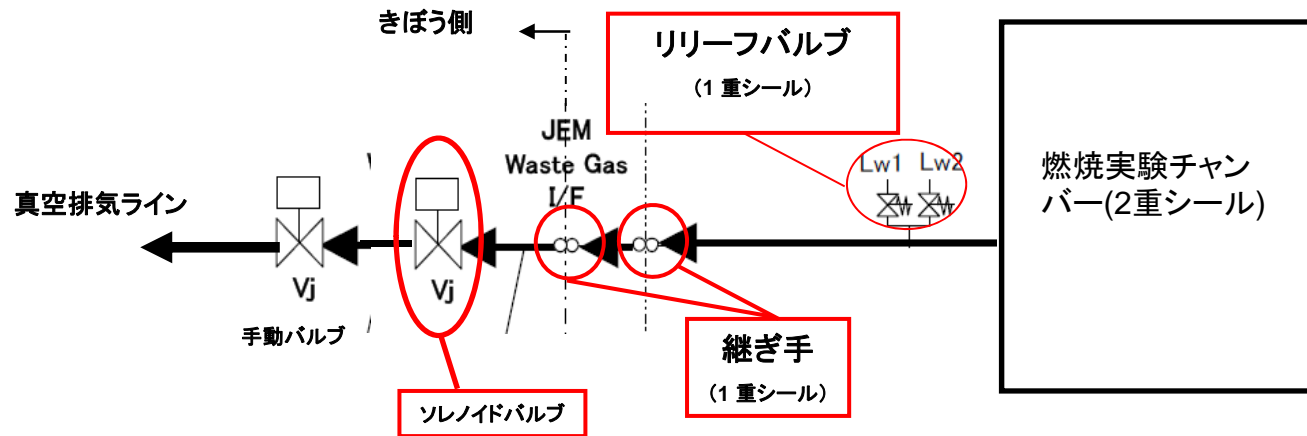 きぼう側
リリーフバルブ
（1 重シール）
JEM
Waste Gas
I/F
Lw1 Lw2
燃焼実験チャン
バー(2重シール)
真空排気ライン
Vj
Vj
手動バルブ
継ぎ手
（1 重シール）
ソレノイドバルブ